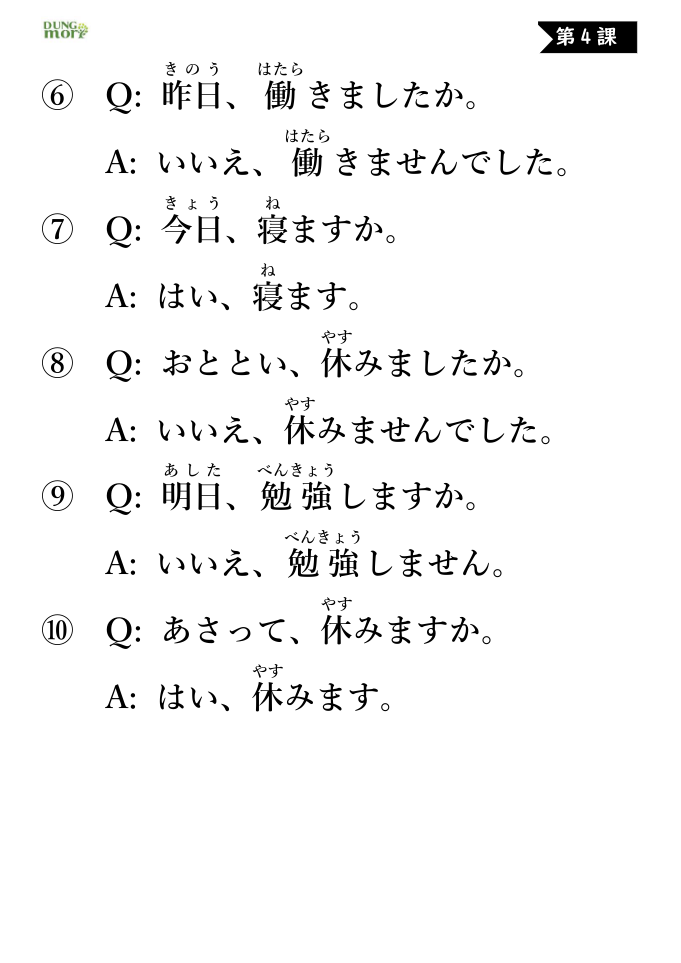 DUNG
mori
第4課
きのう はたら
⑥ Q: 昨日、働きましたか。
はたら
A: いいえ、働きませんでした。
きょう ね
⑦ Q: 今日、寝ますか。
ね
A: はい、寝ます。
やす
⑧ Q: おととい、休みましたか。
やす
A: いいえ、休みませんでした。
あした べんきょう
⑨ Q: 明日、勉強しますか。
べんきょう
A: いいえ、勉強しません。
やす
⑩ Q: あさって、休みますか。
やす
A: はい、休みます。